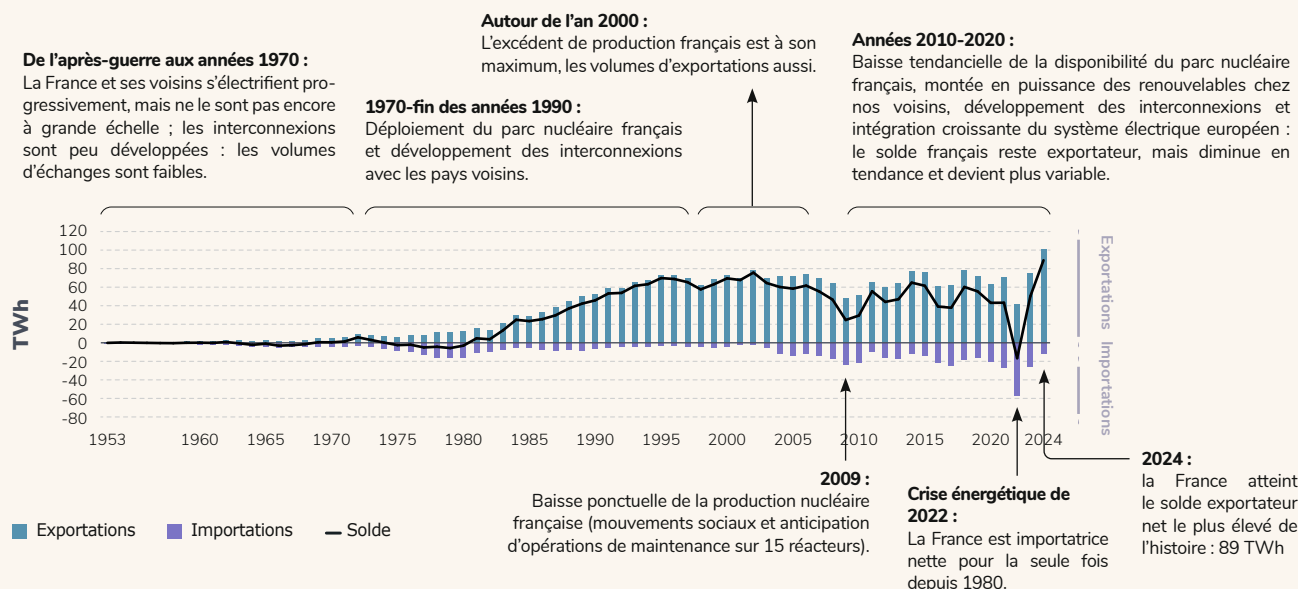 Autour de l’an 2000 :
L’excédent de production français est à son
maximum, les volumes d’exportations aussi.
De l’après-guerre aux années 1970 :
La France et ses voisins s’électrifient pro-
gressivement, mais ne le sont pas encore
à grande échelle ; les interconnexions
sont peu développées : les volumes
d’échanges sont faibles.
1970-fin des années 1990 :
Déploiement du parc nucléaire français
et développement des interconnexions
avec les pays voisins.
Années 2010-2020 :
Baisse tendancielle de la disponibilité du parc nucléaire
français, montée en puissance des renouvelables chez
nos voisins, développement des interconnexions et
intégration croissante du système électrique européen :
le solde français reste exportateur, mais diminue en
tendance et devient plus variable.
TWh
120
100
80
60
40
20
0
-20
-40
-60
-80
1953 1960 1965 1970 1975 1980 1985 1990 1995 2000 2005 2010 2015 2020 2024
Exportations
Importations
2009 :
Baisse ponctuelle de la production nucléaire
française (mouvements sociaux et anticipation
d’opérations de maintenance sur 15 réacteurs).
Crise énergétique de
2022 :
La France est importatrice
nette pour la seule fois
depuis 1980.
2024 :
la France atteint
le solde exportateur
net le plus élevé de
l’histoire : 89 TWh
Exportations Importations Solde